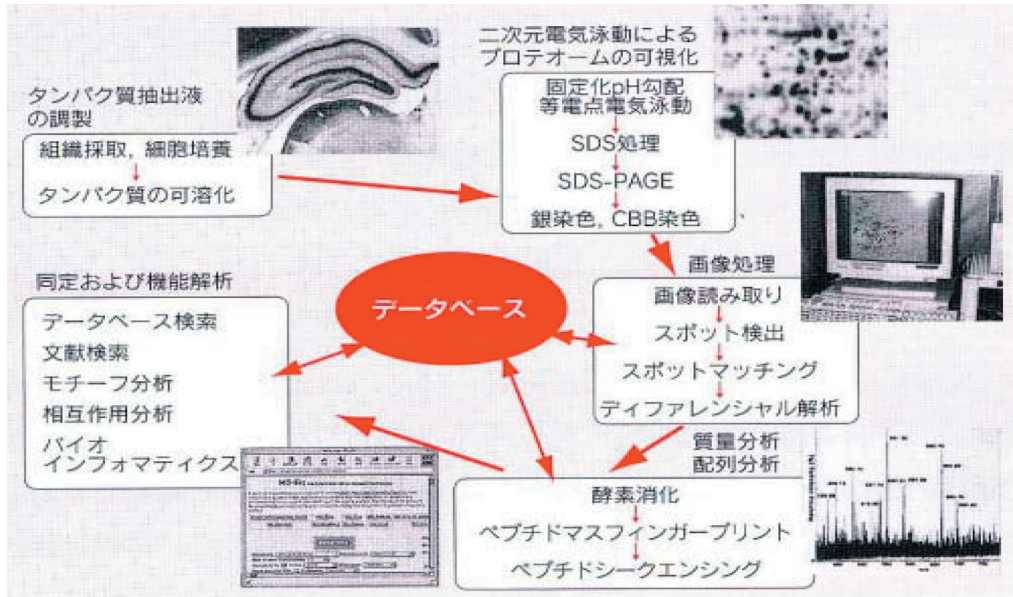 タンパク質抽出液
の調製
組織採取, 細胞培養
タンパク質の可溶化
二次元電気泳動による
プロテオームの可視化
固定化pH勾配
等電点電気泳動
SDS処理
SDS-PAGE
銀染色, CBB染色
画像処理
画像読み取り
スポット検出
スポットマッチング
ディファレンシャル解析
データベース
質量分析
配列分析
酵素消化
ペプチドマスフィンガープリント
ペプチドシークエンシング
同定および機能解析
データベース検索
文献検索
モチーフ分析
相互作用分析
バイオ
インフォマティクス
MS-Fit